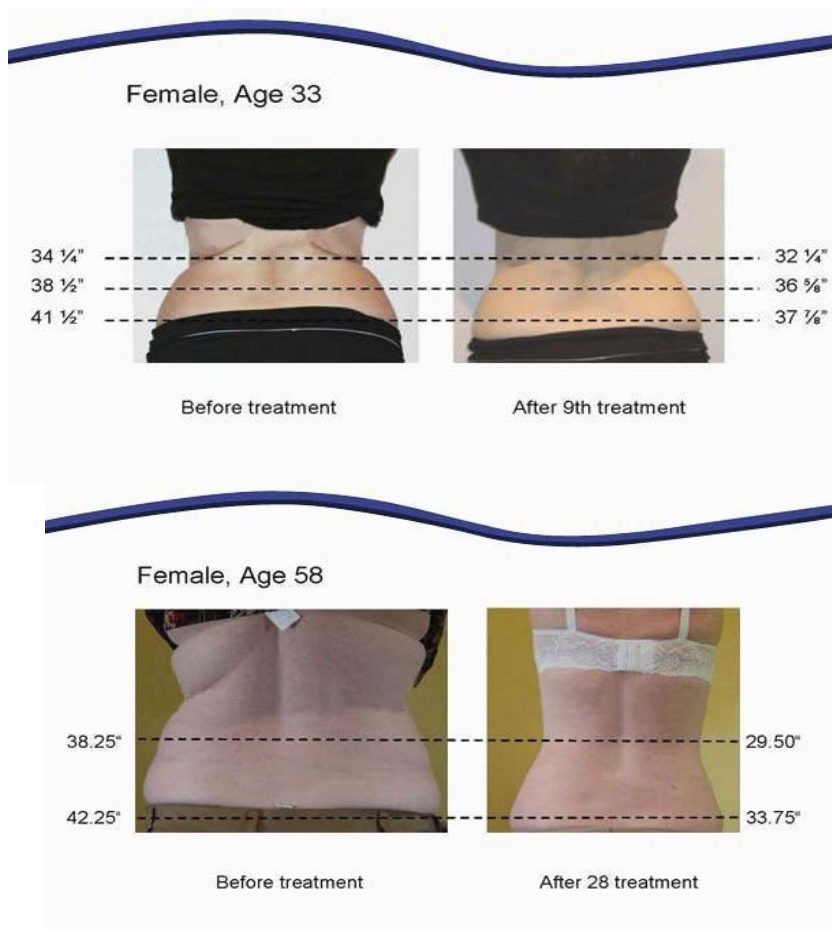 Female, Age 33
34 ¼" 32 ¼"
38 ½" 36 ⅝"
41 ½" 37 ⅞"
Before treatment After 9th treatment
Female, Age 58
38.25" 29.50"
42.25" 33.75"
Before treatment After 28 treatment